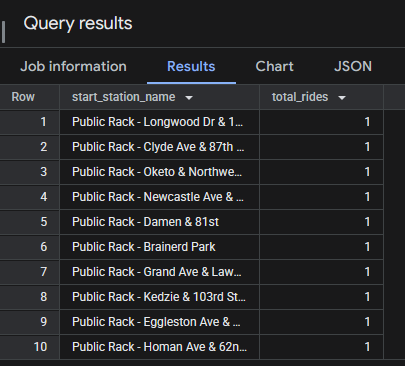 Query results
Job information Results Chart JSON
Row start_station_name total_rides
1 Public Rack - Longwood Dr & 1... 1
2 Public Rack - Clyde Ave & 87th ... 1
3 Public Rack - Oketo & Northwe... 1
4 Public Rack - Newcastle Ave & ... 1
5 Public Rack - Damen & 81st 1
6 Public Rack - Brainerd Park 1
7 Public Rack - Grand Ave & Law... 1
8 Public Rack - Kedzie & 103rd St... 1
9 Public Rack - Eggleston Ave & ... 1
10 Public Rack - Homan Ave & 62n... 1